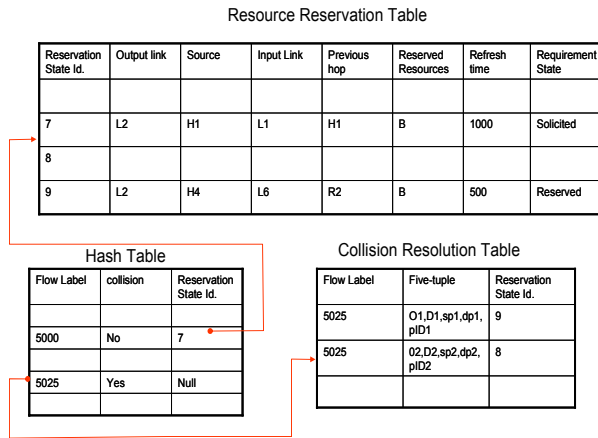 Resource Reservation Table
Reservation State Id. Output link Source Input Link Previous hop Reserved Resources Refresh time Requirement State
7 L2 H1 L1 H1 B 1000 Solicited
8
9 L2 H4 L6 R2 B 500 Reserved
Hash Table
Flow Label collision Reservation State Id.
5000 No 7
5025 Yes Null
Collision Resolution Table
Flow Label Five-tuple Reservation State Id.
5025 O1,D1,sp1,dp1, pID1 9
5025 02,D2,sp2,dp2, pID2 8